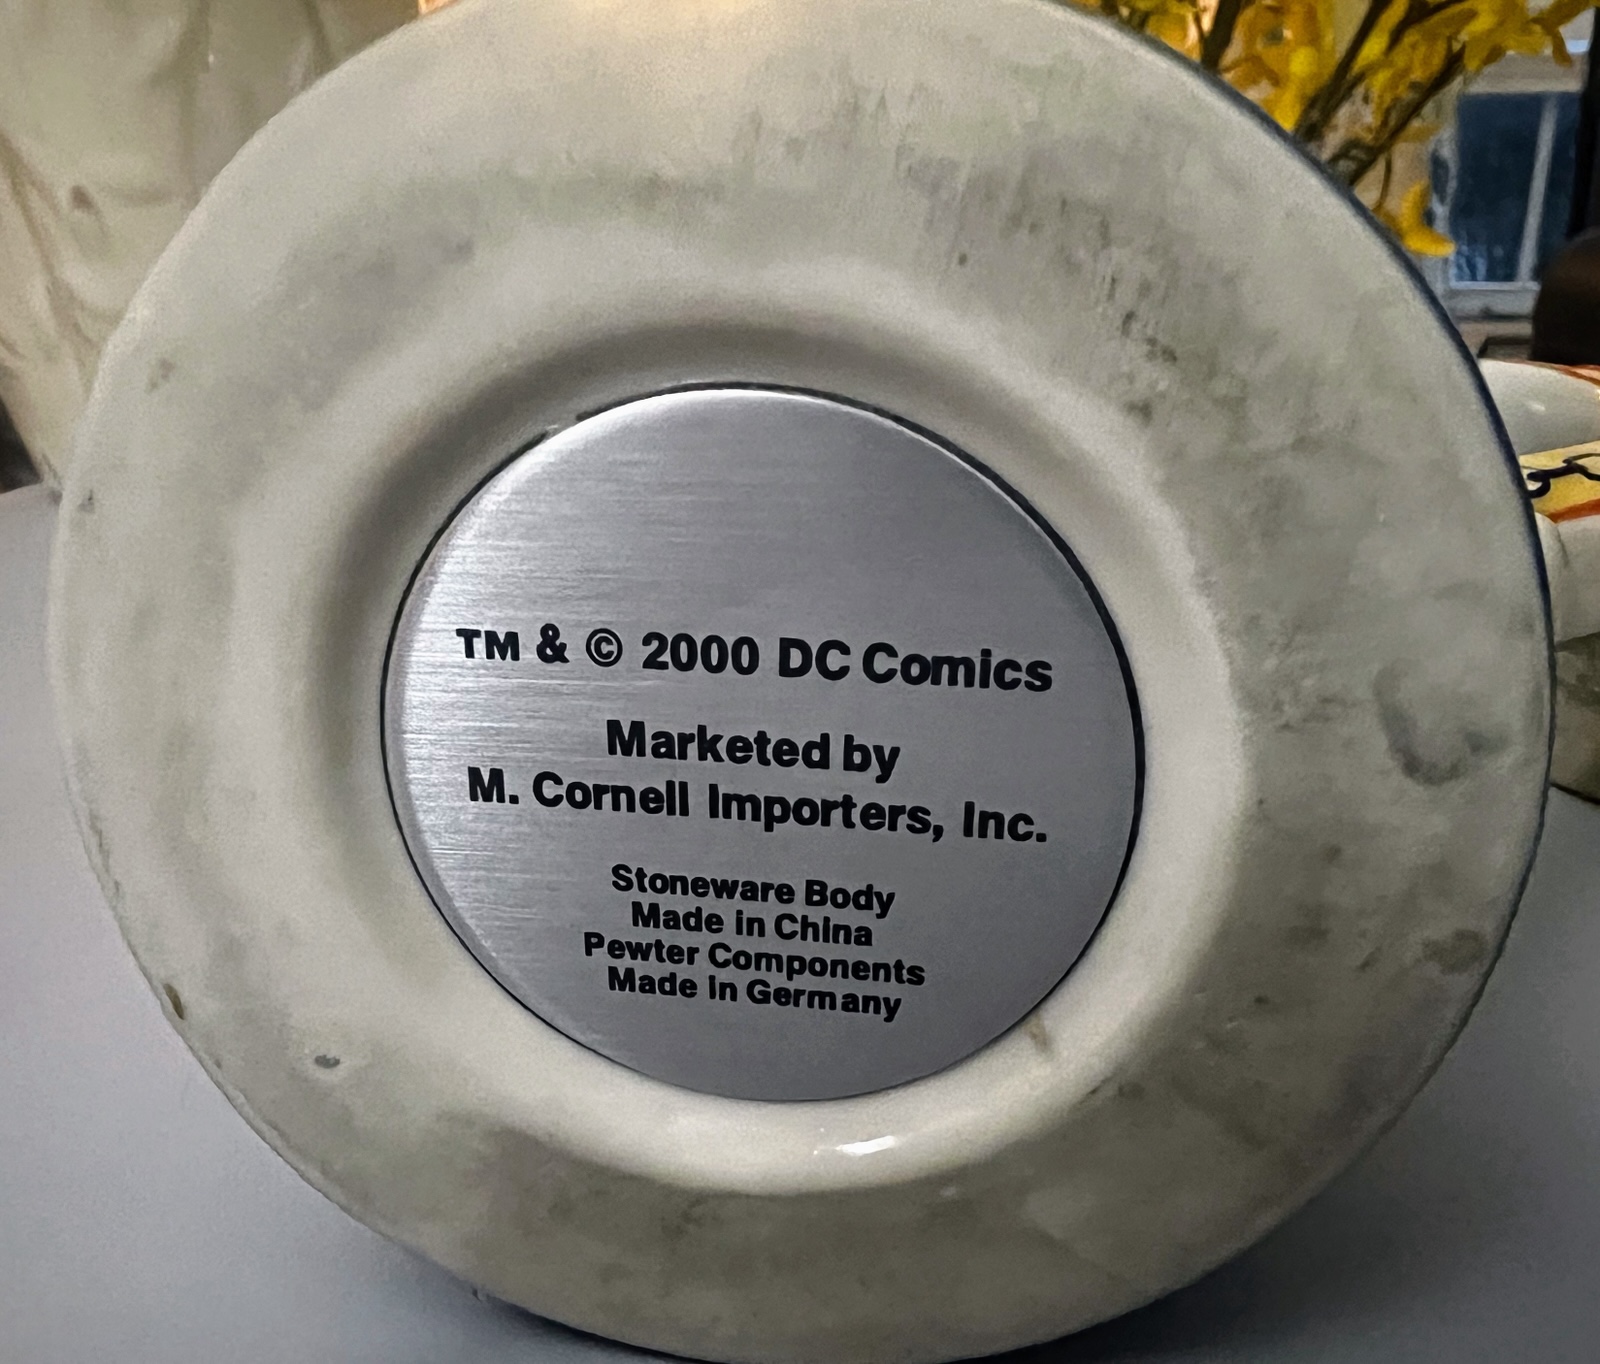 TM & © 2000 DC Comics
Marketed by
M. Cornell Importers, Inc.
Stoneware Body
Made in China
Pewter Components
Made in Germany